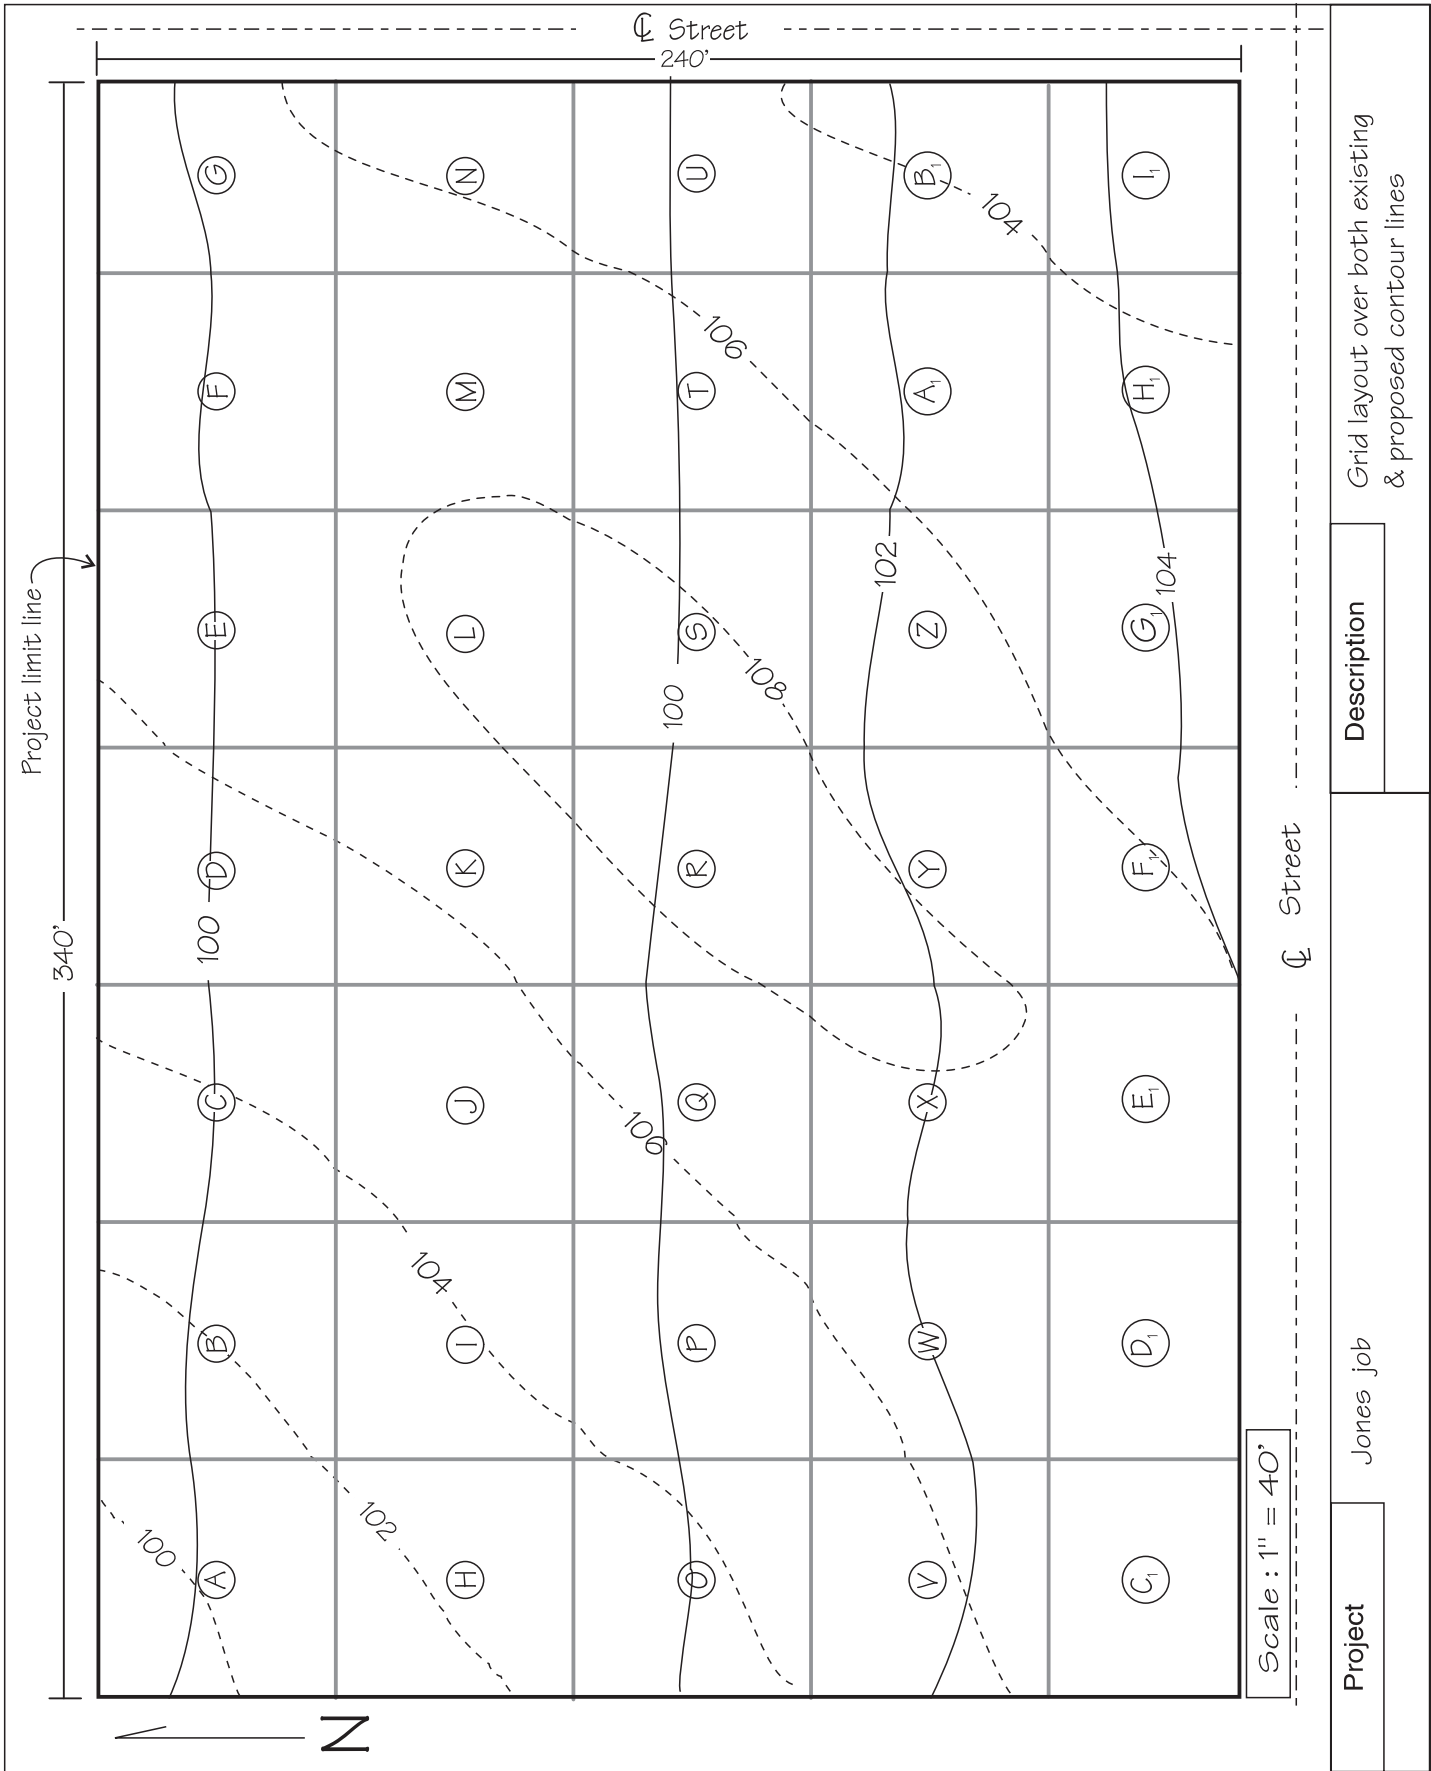 Project limit line
340'
100
100
A
B
C
D
E
F
G
102
104
H
I
J
K
L
M
N
106
100
O
P
Q
R
S
T
U
106
108
102
V
W
X
Y
Z
A1
B1
104
104
C1
D1
E1
F1
G1
H1
I1
℄ Street
240'
N
Scale : 1" = 40'
℄ Street
Project
Jones job
Description
Grid layout over both existing
& proposed contour lines